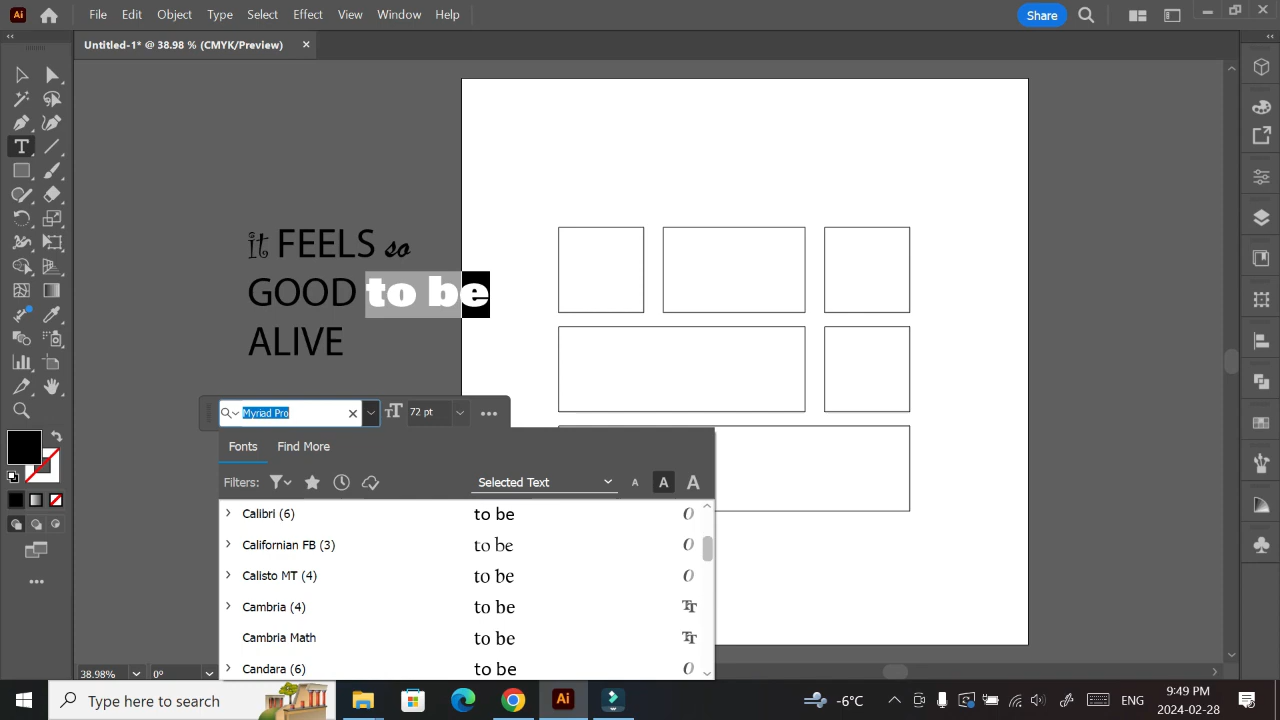 Ai
File Edit Object Type Select Effect View Window Help
Share
Untitled-1* @ 38.98 % (CMYK/Preview)
it FEELS so
GOOD to be
ALIVE
Myriad Pro
72 pt
Fonts Find More
Filters: Selected Text A A A
Calibri (6) to be
Californian FB (3) to be
Calisto MT (4) to be
Cambria (4) to be
Cambria Math to be
Candara (6) to be
38.98% 0°
Type here to search
Ai
-6°C
ENG
9:49 PM
2024-02-28